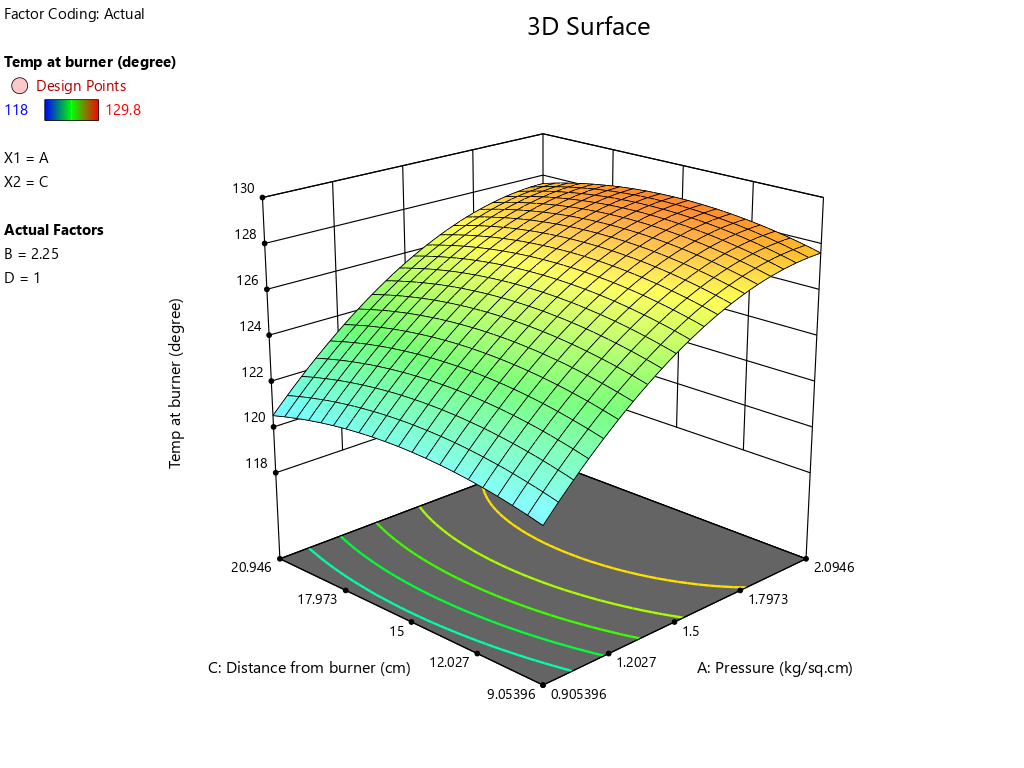 Factor Coding: Actual
3D Surface
Temp at burner (degree)
Design Points
118 129.8
X1 = A
X2 = C
Actual Factors
B = 2.25
D = 1
130
128
126
124
122
120
118
Temp at burner (degree)
20.946
17.973
15
12.027
9.05396
C: Distance from burner (cm)
0.905396
1.2027
1.5
1.7973
2.0946
A: Pressure (kg/sq.cm)